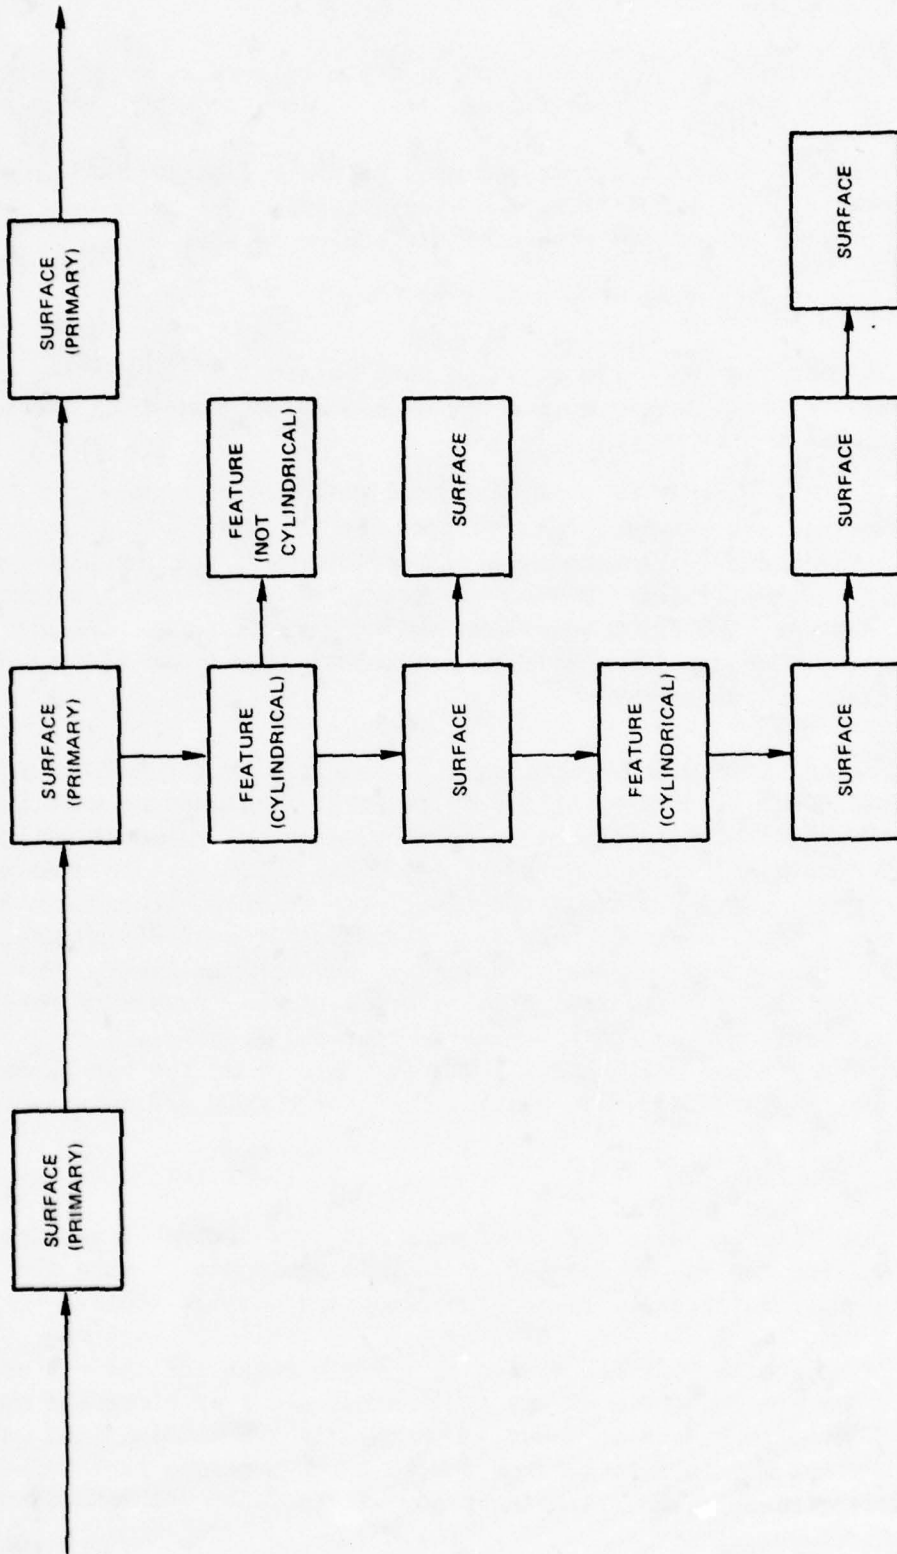 SURFACE
(PRIMARY)
SURFACE
(PRIMARY)
SURFACE
(PRIMARY)
FEATURE
(CYLINDRICAL)
FEATURE
(NOT
CYLINDRICAL)
SURFACE
SURFACE
FEATURE
(CYLINDRICAL)
SURFACE
SURFACE
SURFACE